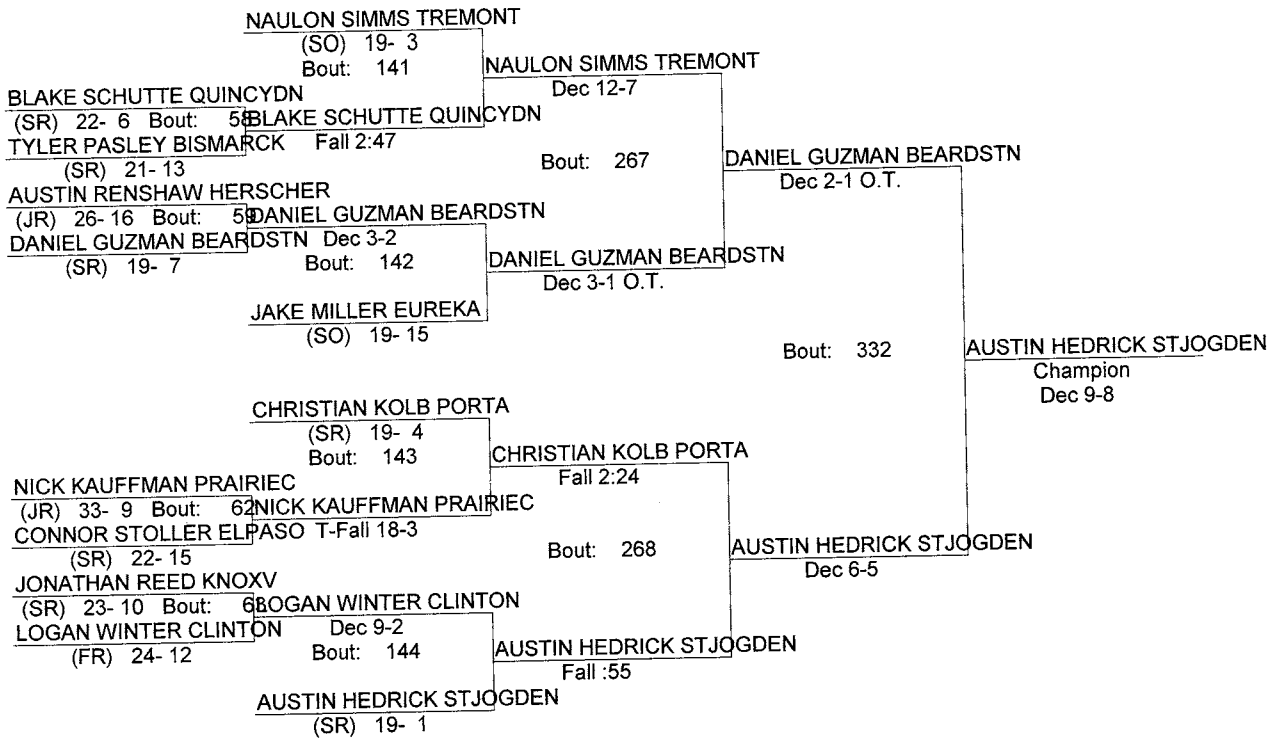 NAULON SIMMS TREMONT
(SO) 19- 3
Bout: 141
NAULON SIMMS TREMONT
Dec 12-7
BLAKE SCHUTTE QUINCYDN
(SR) 22- 6 Bout: 58
BLAKE SCHUTTE QUINCYDN
TYLER PASLEY BISMARCK
Fall 2:47
(SR) 21- 13
Bout: 267
DANIEL GUZMAN BEARDSTN
Dec 2-1 O.T.
AUSTIN RENSHAW HERSCHER
(JR) 26- 16 Bout: 59
DANIEL GUZMAN BEARDSTN
DANIEL GUZMAN BEARDSTN
Dec 3-2
(SR) 19- 7
Bout: 142
DANIEL GUZMAN BEARDSTN
Dec 3-1 O.T.
JAKE MILLER EUREKA
(SO) 19- 15
Bout: 332
AUSTIN HEDRICK STJOGDEN
Champion
Dec 9-8
CHRISTIAN KOLB PORTA
(SR) 19- 4
Bout: 143
CHRISTIAN KOLB PORTA
Fall 2:24
NICK KAUFFMAN PRAIRIEC
(JR) 33- 9 Bout: 62
NICK KAUFFMAN PRAIRIEC
CONNOR STOLLER ELPASO
T-Fall 18-3
(SR) 22- 15
Bout: 268
AUSTIN HEDRICK STJOGDEN
Dec 6-5
JONATHAN REED KNOXV
(SR) 23- 10 Bout: 63
LOGAN WINTER CLINTON
LOGAN WINTER CLINTON
Dec 9-2
(FR) 24- 12
Bout: 144
AUSTIN HEDRICK STJOGDEN
Fall :55
AUSTIN HEDRICK STJOGDEN
(SR) 19- 1